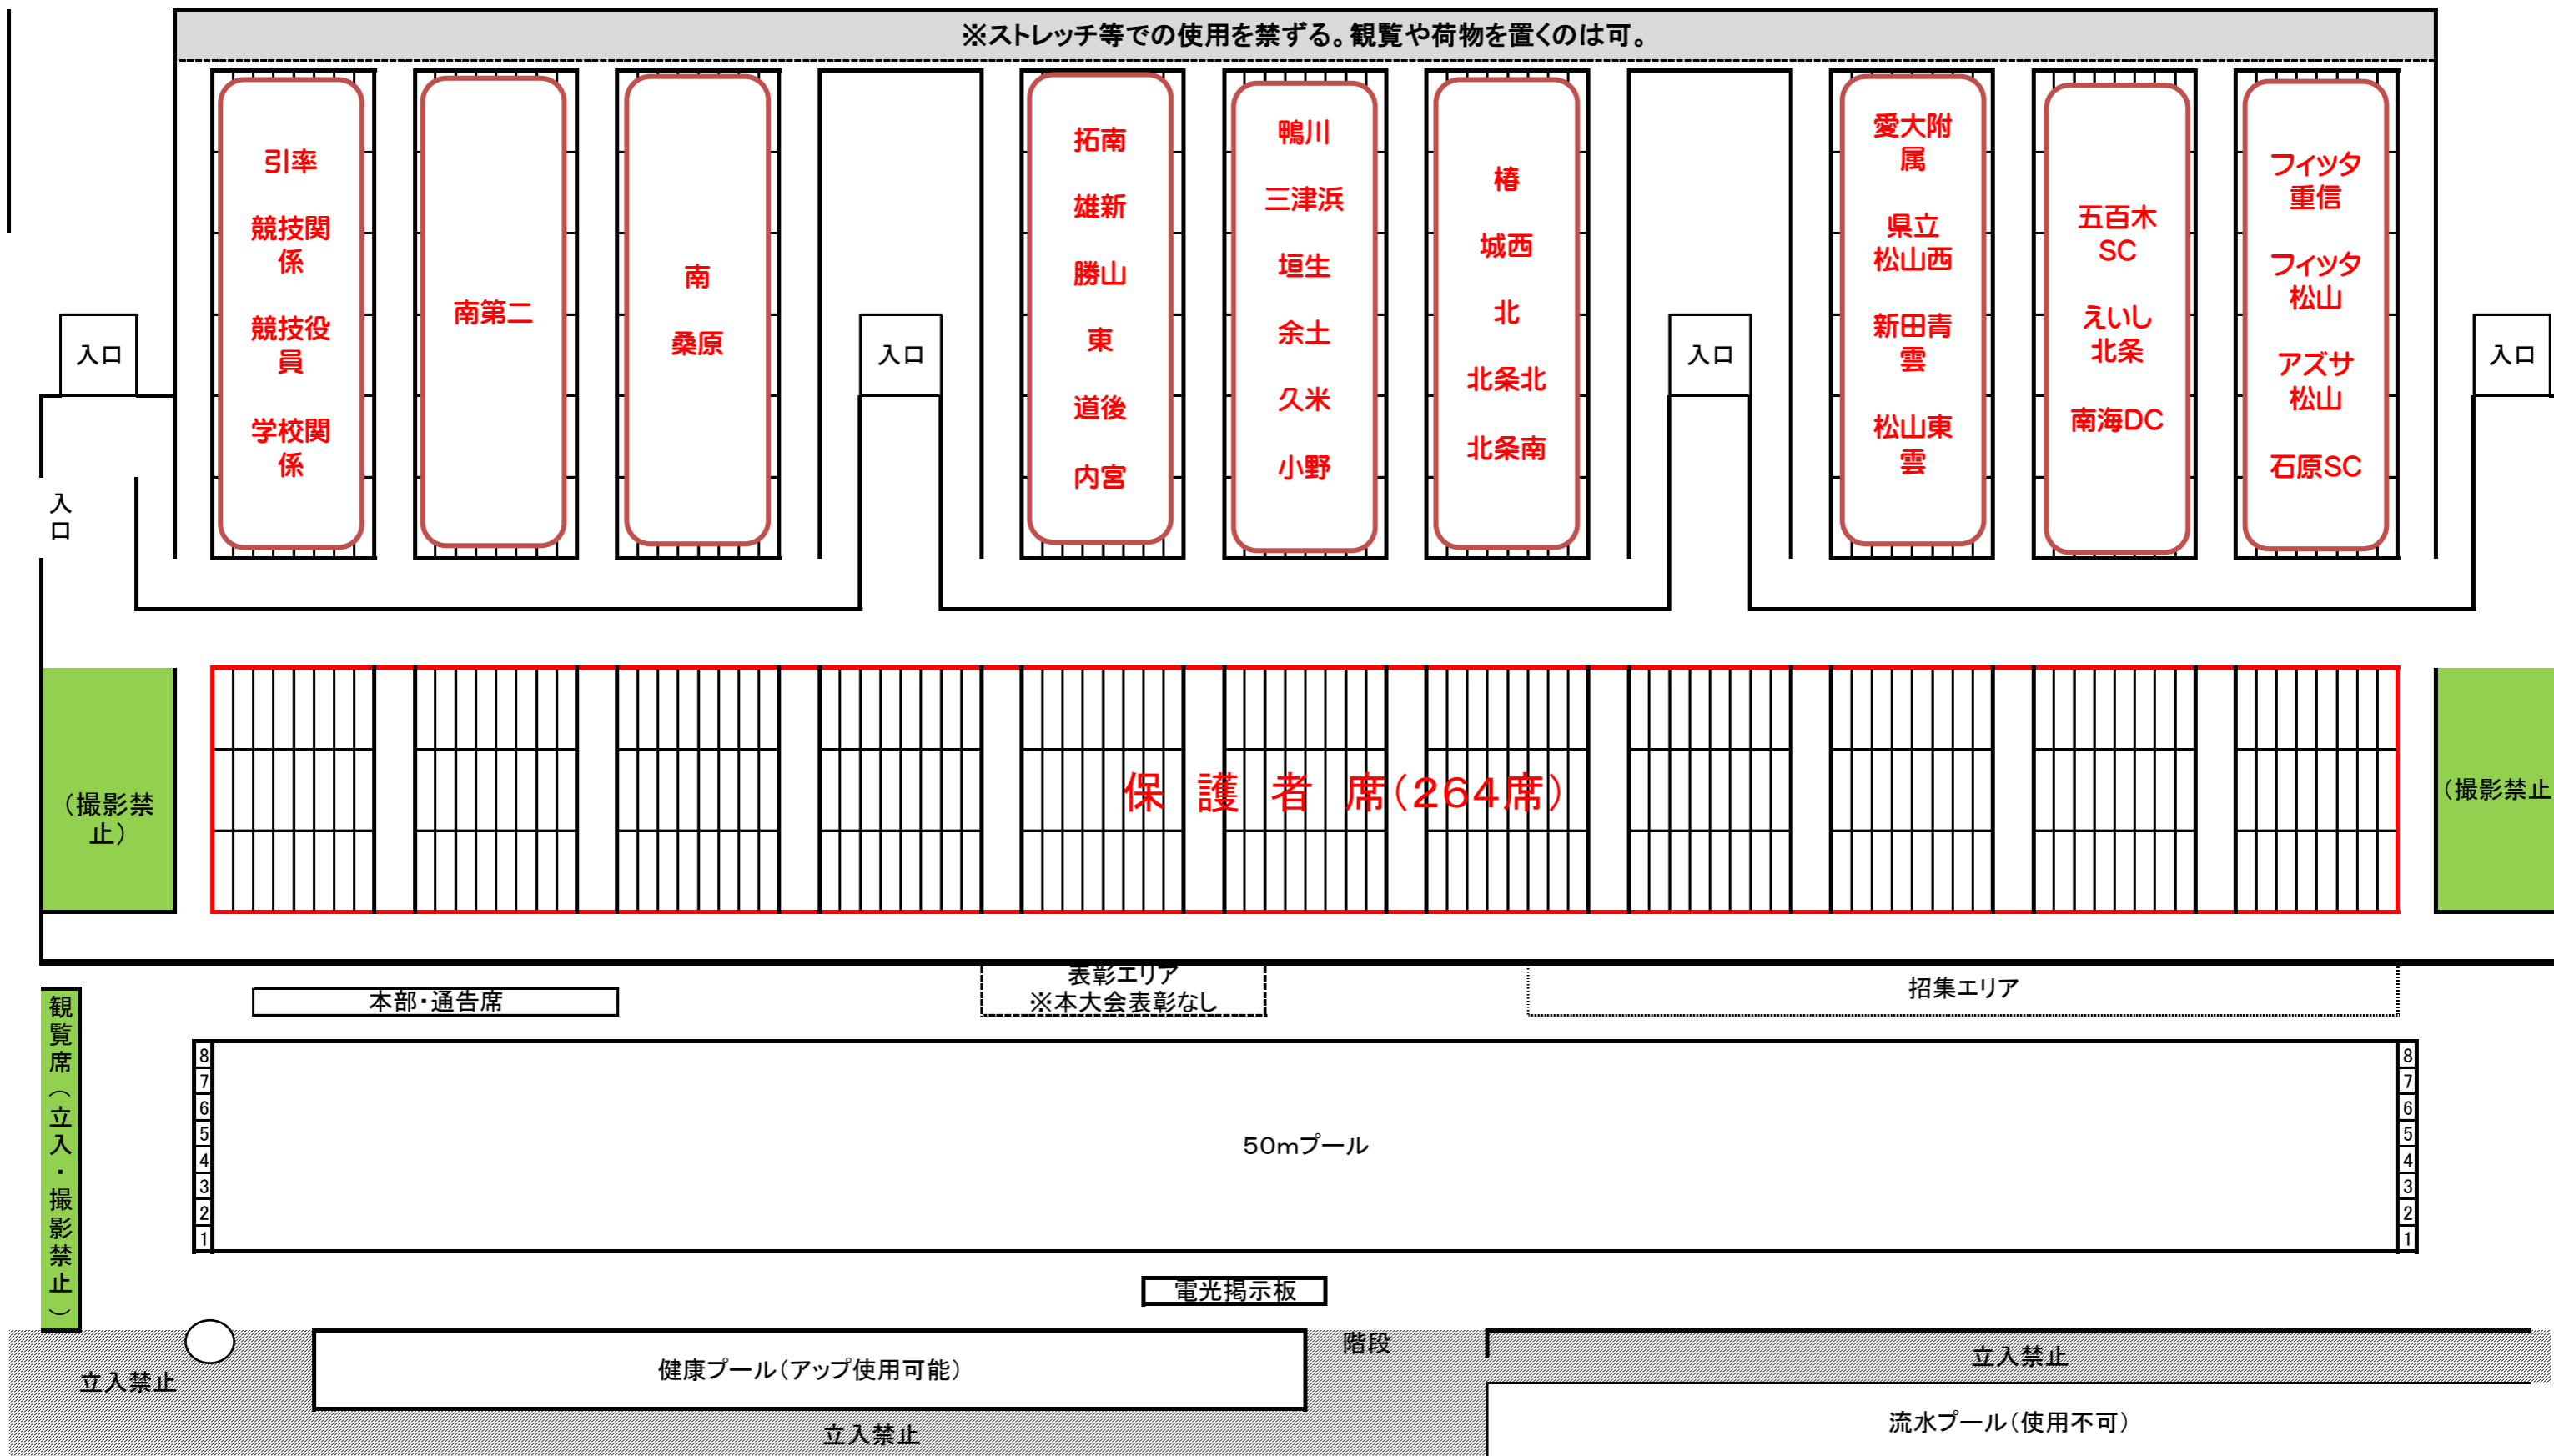 ※ストレッチ等での使用を禁ずる。観覧や荷物を置くのは可。
引率
競技関
係
競技役
員
学校関
係
南第二
南
桑原
拓南
雄新
勝山
東
道後
内宮
鴨川
三津浜
垣生
余土
久米
小野
椿
城西
北
北条北
北条南
愛大附
属
県立
松山西
新田青
雲
松山東
雲
五百木
SC
えいし
北条
南海DC
フィッタ
重信
フィッタ
松山
アズサ
松山
石原SC
入口
入口
入口
入口
入
口
(撮影禁
止)
保 護 者 席(264席)
(撮影禁止
本部・通告席
表彰エリア
※本大会表彰なし
招集エリア
観覧席(立入・撮影禁止)
8
7
6
5
4
3
2
1
50mプール
8
7
6
5
4
3
2
1
電光掲示板
立入禁止
健康プール(アップ使用可能)
階段
立入禁止
立入禁止
流水プール(使用不可)